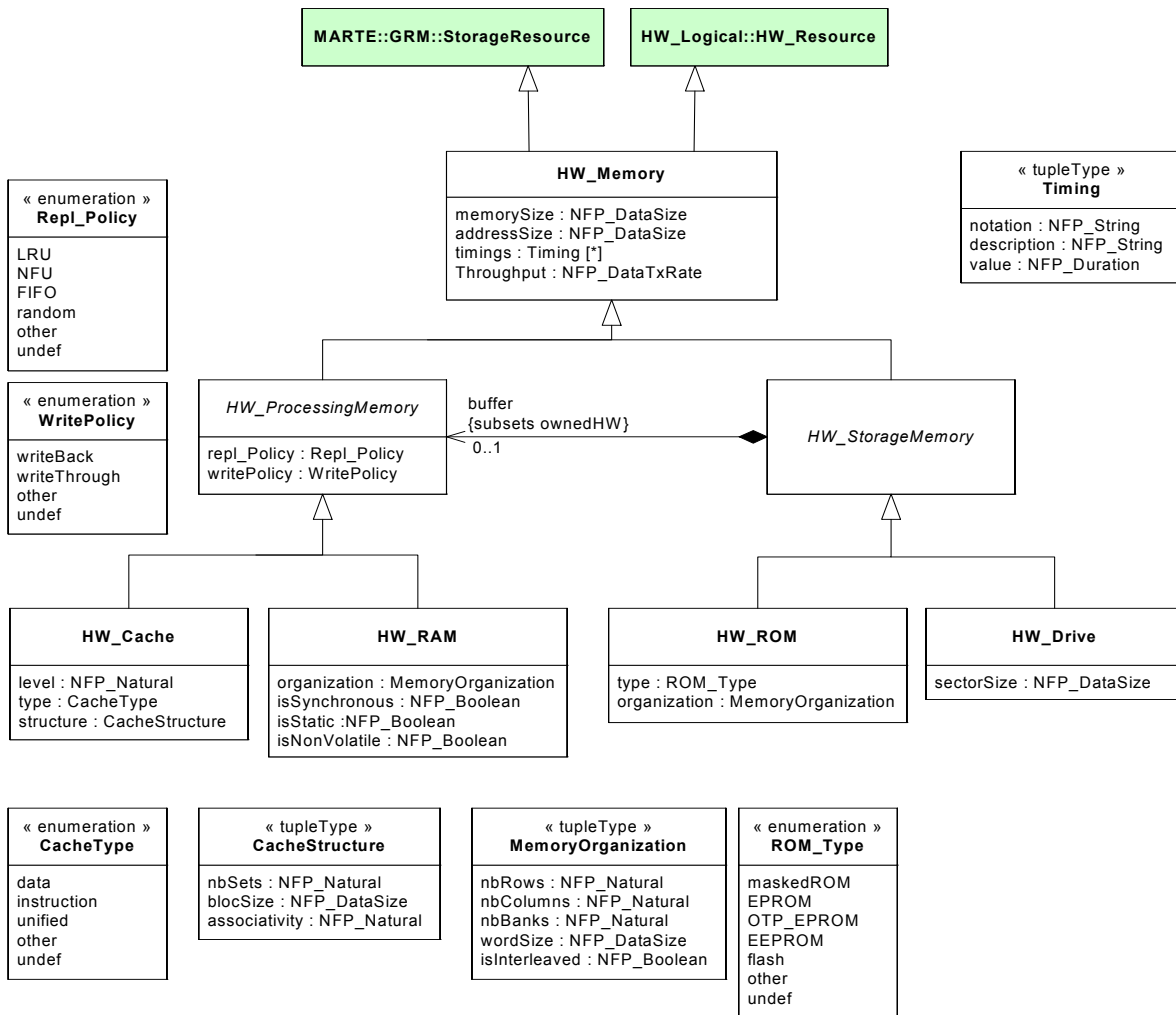 MARTE::GRM::StorageResource
HW_Logical::HW_Resource
HW_Memory
memorySize : NFP_DataSize
addressSize : NFP_DataSize
timings : Timing [*]
Throughput : NFP_DataTxRate
« tupleType »
Timing
notation : NFP_String
description : NFP_String
value : NFP_Duration
« enumeration »
Repl_Policy
LRU
NFU
FIFO
random
other
undef
« enumeration »
WritePolicy
writeBack
writeThrough
other
undef
HW_ProcessingMemory
repl_Policy : Repl_Policy
writePolicy : WritePolicy
buffer
{subsets ownedHW}
0..1
HW_StorageMemory
HW_Cache
level : NFP_Natural
type : CacheType
structure : CacheStructure
HW_RAM
organization : MemoryOrganization
isSynchronous : NFP_Boolean
isStatic :NFP_Boolean
isNonVolatile : NFP_Boolean
HW_ROM
type : ROM_Type
organization : MemoryOrganization
HW_Drive
sectorSize : NFP_DataSize
« enumeration »
CacheType
data
instruction
unified
other
undef
« tupleType »
CacheStructure
nbSets : NFP_Natural
blocSize : NFP_DataSize
associativity : NFP_Natural
« tupleType »
MemoryOrganization
nbRows : NFP_Natural
nbColumns : NFP_Natural
nbBanks : NFP_Natural
wordSize : NFP_DataSize
isInterleaved : NFP_Boolean
« enumeration »
ROM_Type
maskedROM
EPROM
OTP_EPROM
EEPROM
flash
other
undef